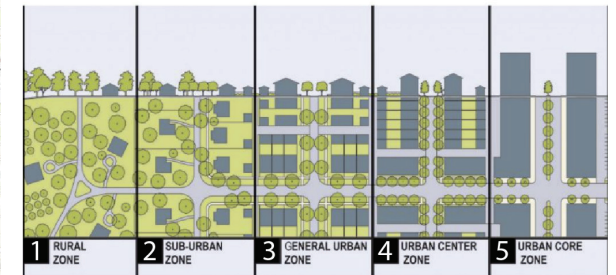 1 RURAL
ZONE
2 SUB-URBAN
ZONE
3 GENERAL URBAN
ZONE
4 URBAN CENTER
ZONE
5 URBAN CORE
ZONE